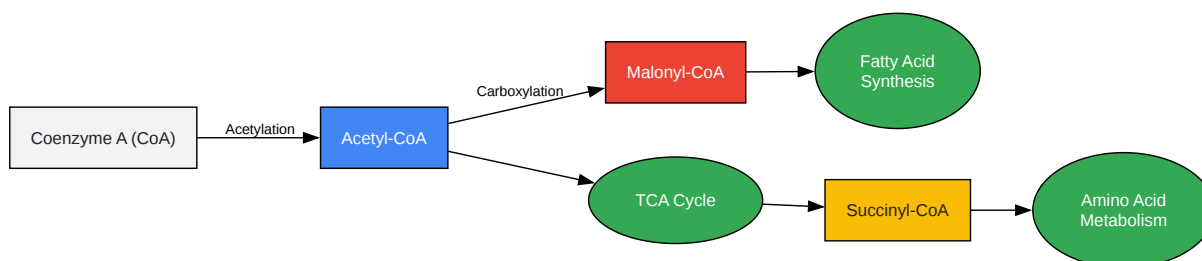 Coenzyme A (CoA)
Acetylation
Acetyl-CoA
Carboxylation
Malonyl-CoA
Fatty Acid
Synthesis
TCA Cycle
Succinyl-CoA
Amino Acid
Metabolism